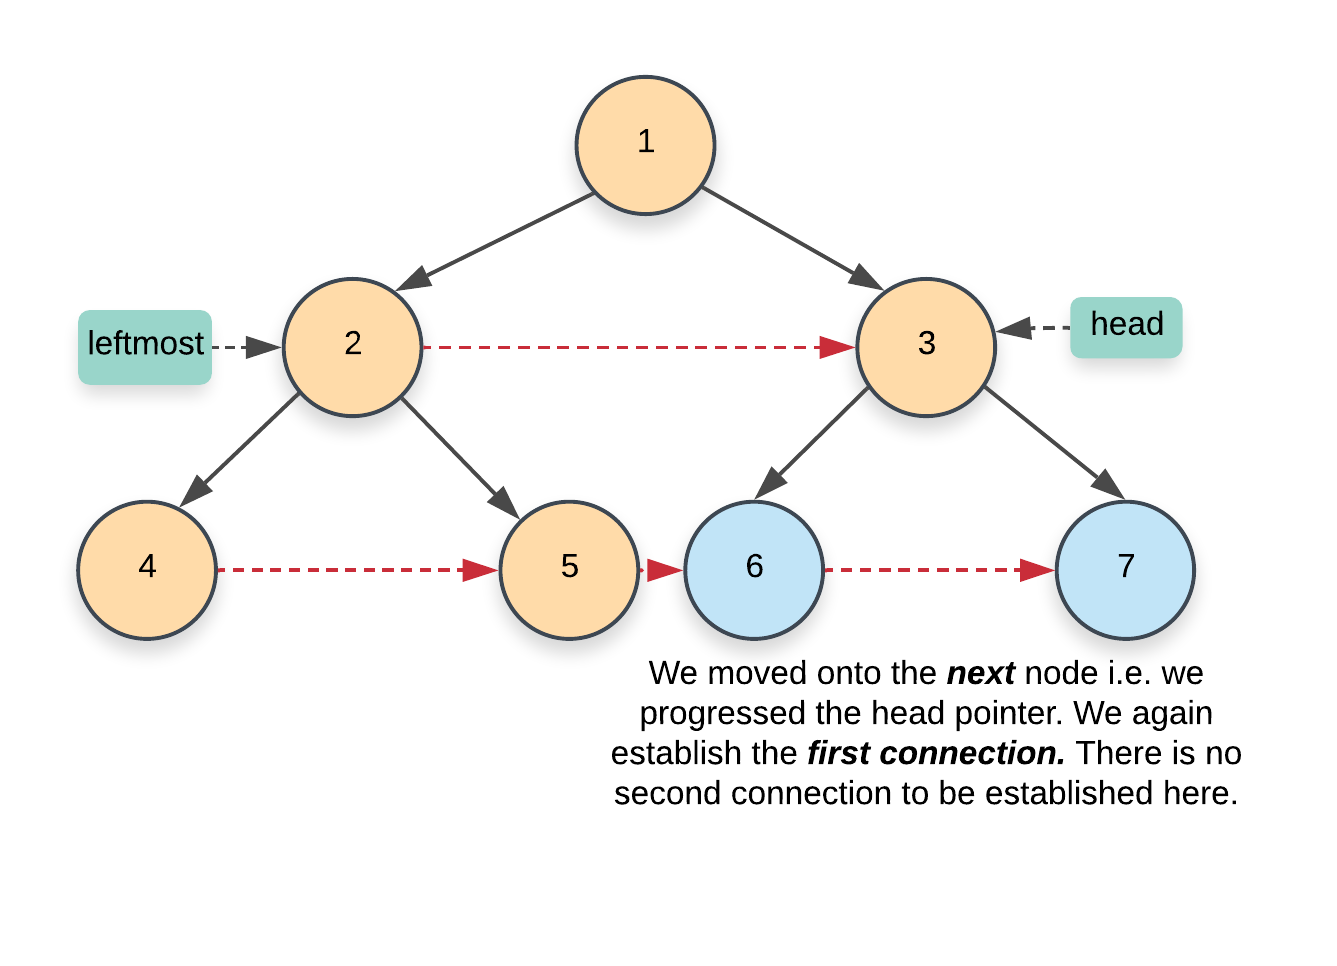 1
leftmost
2
3
head
4
5
6
7
We moved onto the next node i.e. we
progressed the head pointer. We again
establish the first connection. There is no
second connection to be established here.